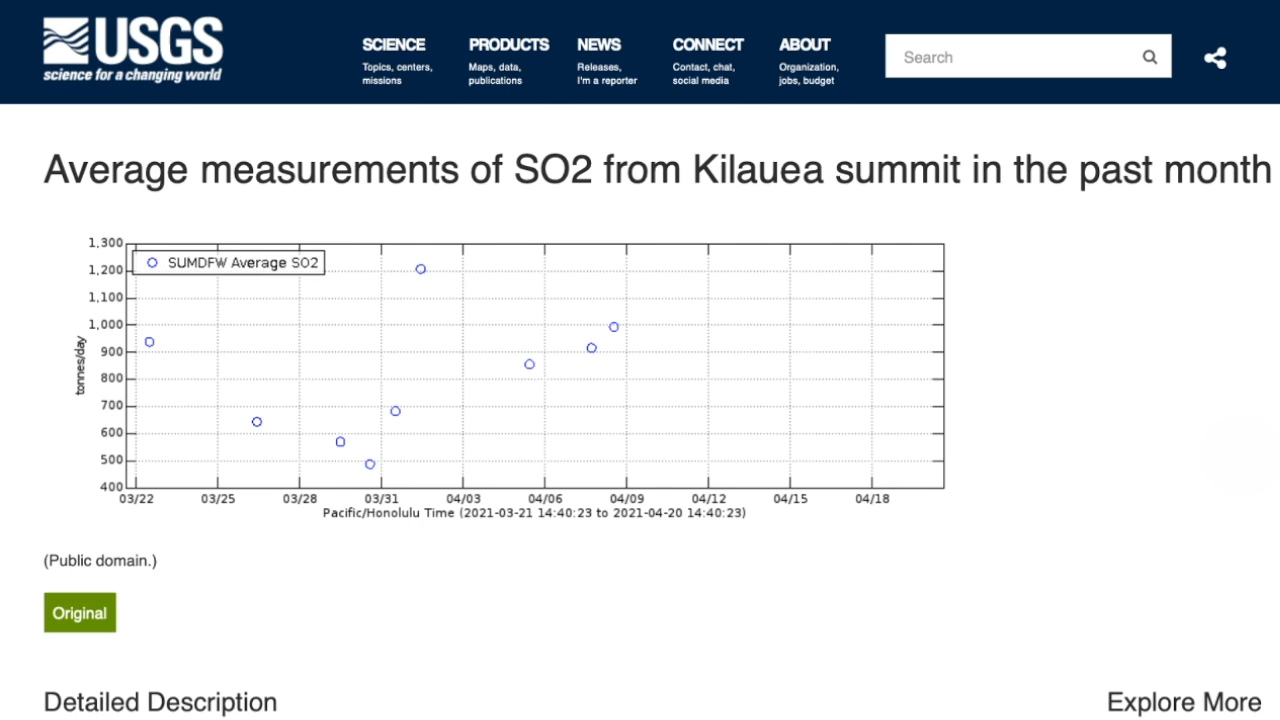 USGS
science for a changing world
SCIENCE
Topics, centers,
missions
PRODUCTS
Maps, data,
publications
NEWS
Releases,
I'm a reporter
CONNECT
Contact, chat,
social media
ABOUT
Organization,
jobs, budget
Search
Average measurements of SO2 from Kilauea summit in the past month
SUMDFW Average SO2
tonnes/day
1,300
1,200
1,100
1,000
900
800
700
600
500
400
03/22 03/25 03/28 03/31 04/03 04/06 04/09 04/12 04/15 04/18
Pacific/Honolulu Time (2021-03-21 14:40:23 to 2021-04-20 14:40:23)
(Public domain.)
Original
Detailed Description
Explore More